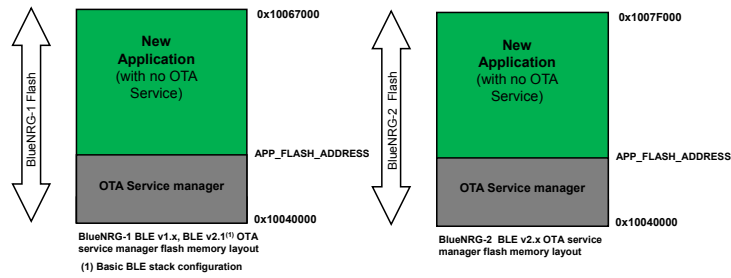 0x10067000
New
Application
(with no OTA
Service)
BlueNRG-1 Flash
APP_FLASH_ADDRESS
OTA Service manager
0x10040000
BlueNRG-1 BLE v1.x, BLE v2.1(1) OTA
service manager flash memory layout
(1) Basic BLE stack configuration
0x1007F000
New
Application
(with no OTA
Service)
BlueNRG-2 Flash
APP_FLASH_ADDRESS
OTA Service manager
0x10040000
BlueNRG-2 BLE v2.x OTA service
manager flash memory layout